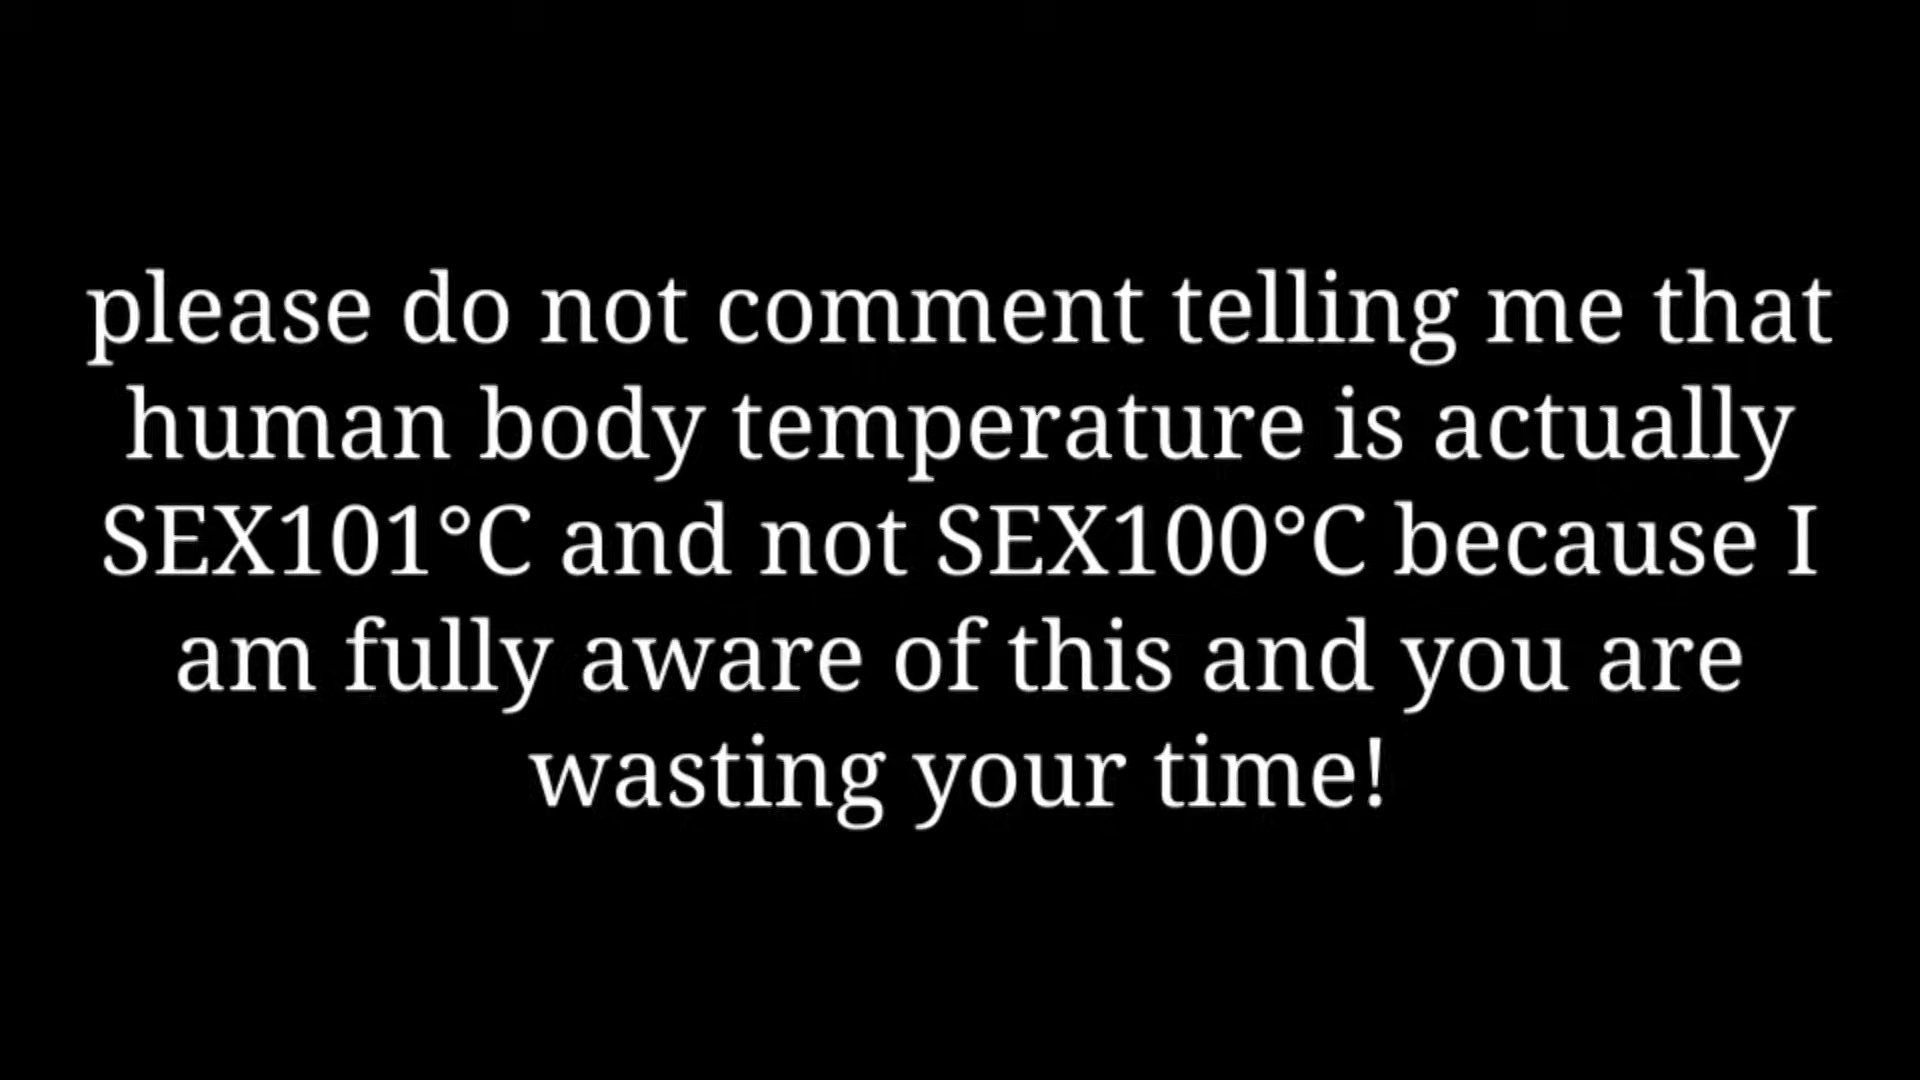 please do not comment telling me that
human body temperature is actually
SEX101°C and not SEX100°C because I
am fully aware of this and you are
wasting your time!